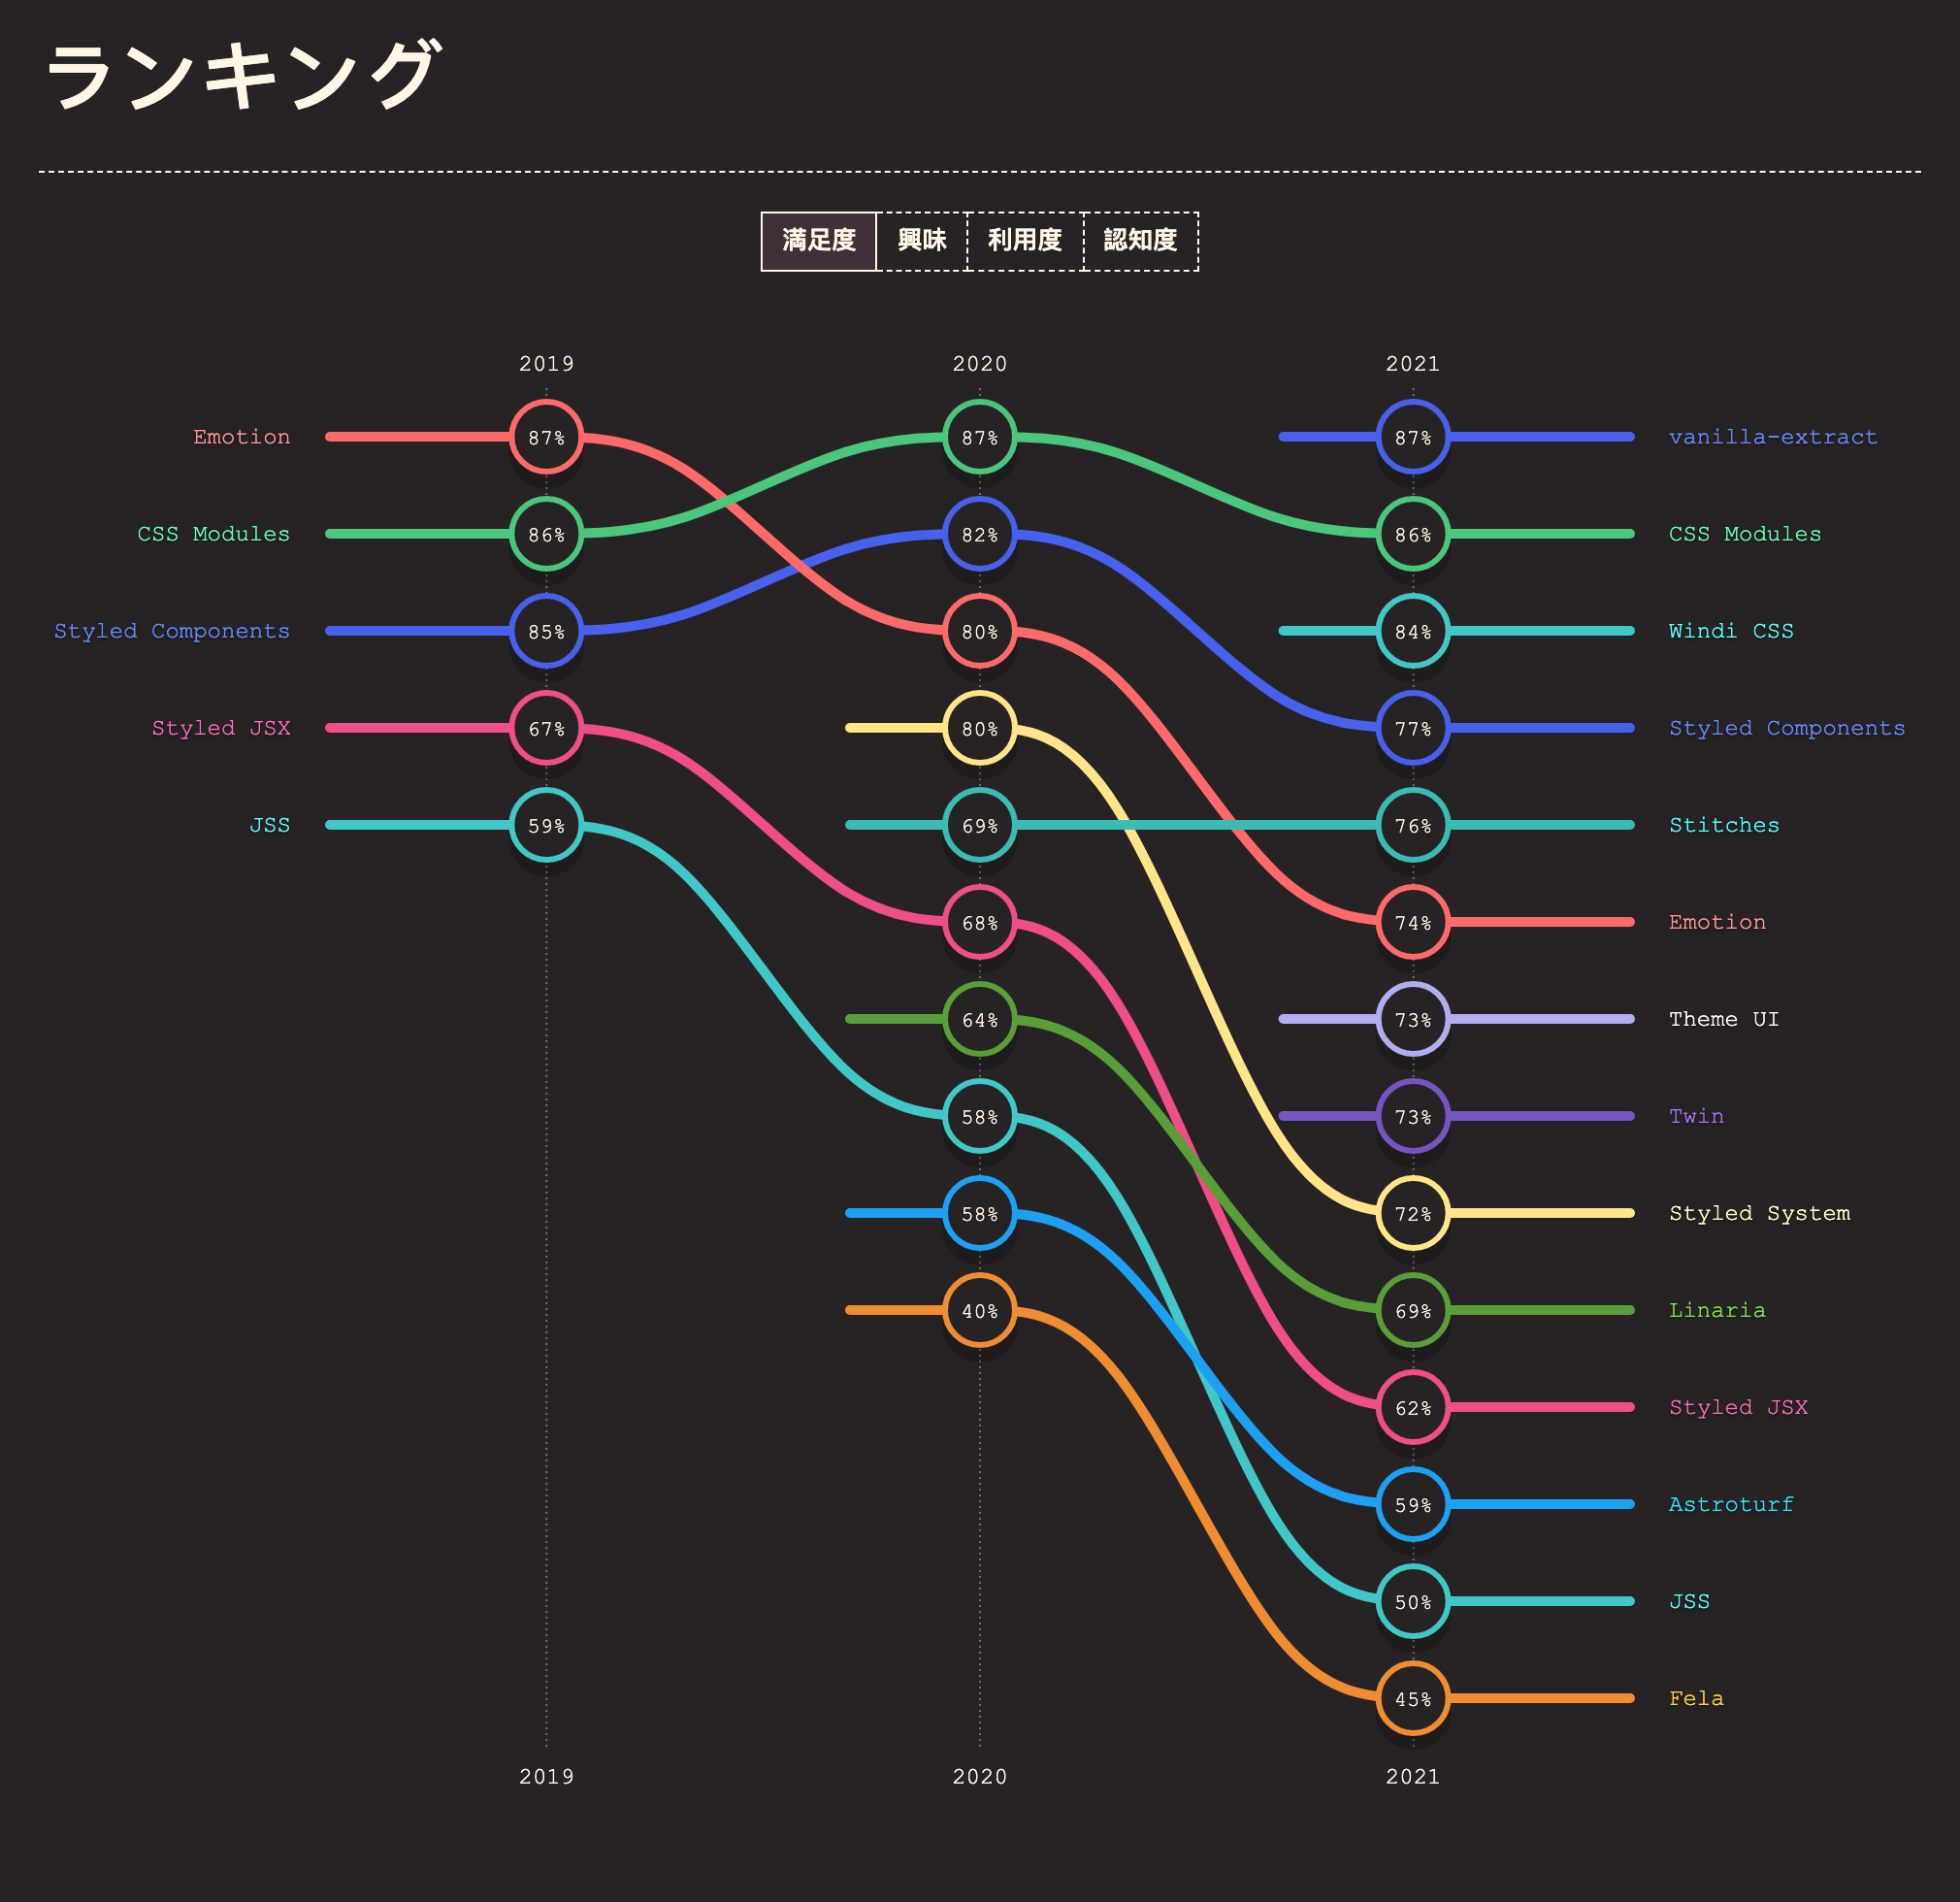 ランキング
満足度 興味 利用度 認知度
2019 2020 2021
Emotion 87% 87% 87% vanilla-extract
CSS Modules 86% 82% 86% CSS Modules
Styled Components 85% 80% 84% Windi CSS
Styled JSX 67% 80% 77% Styled Components
JSS 59% 69% 76% Stitches
68% 74% Emotion
64% 73% Theme UI
58% 73% Twin
58% 72% Styled System
40% 69% Linaria
62% Styled JSX
59% Astroturf
50% JSS
45% Fela
2019 2020 2021